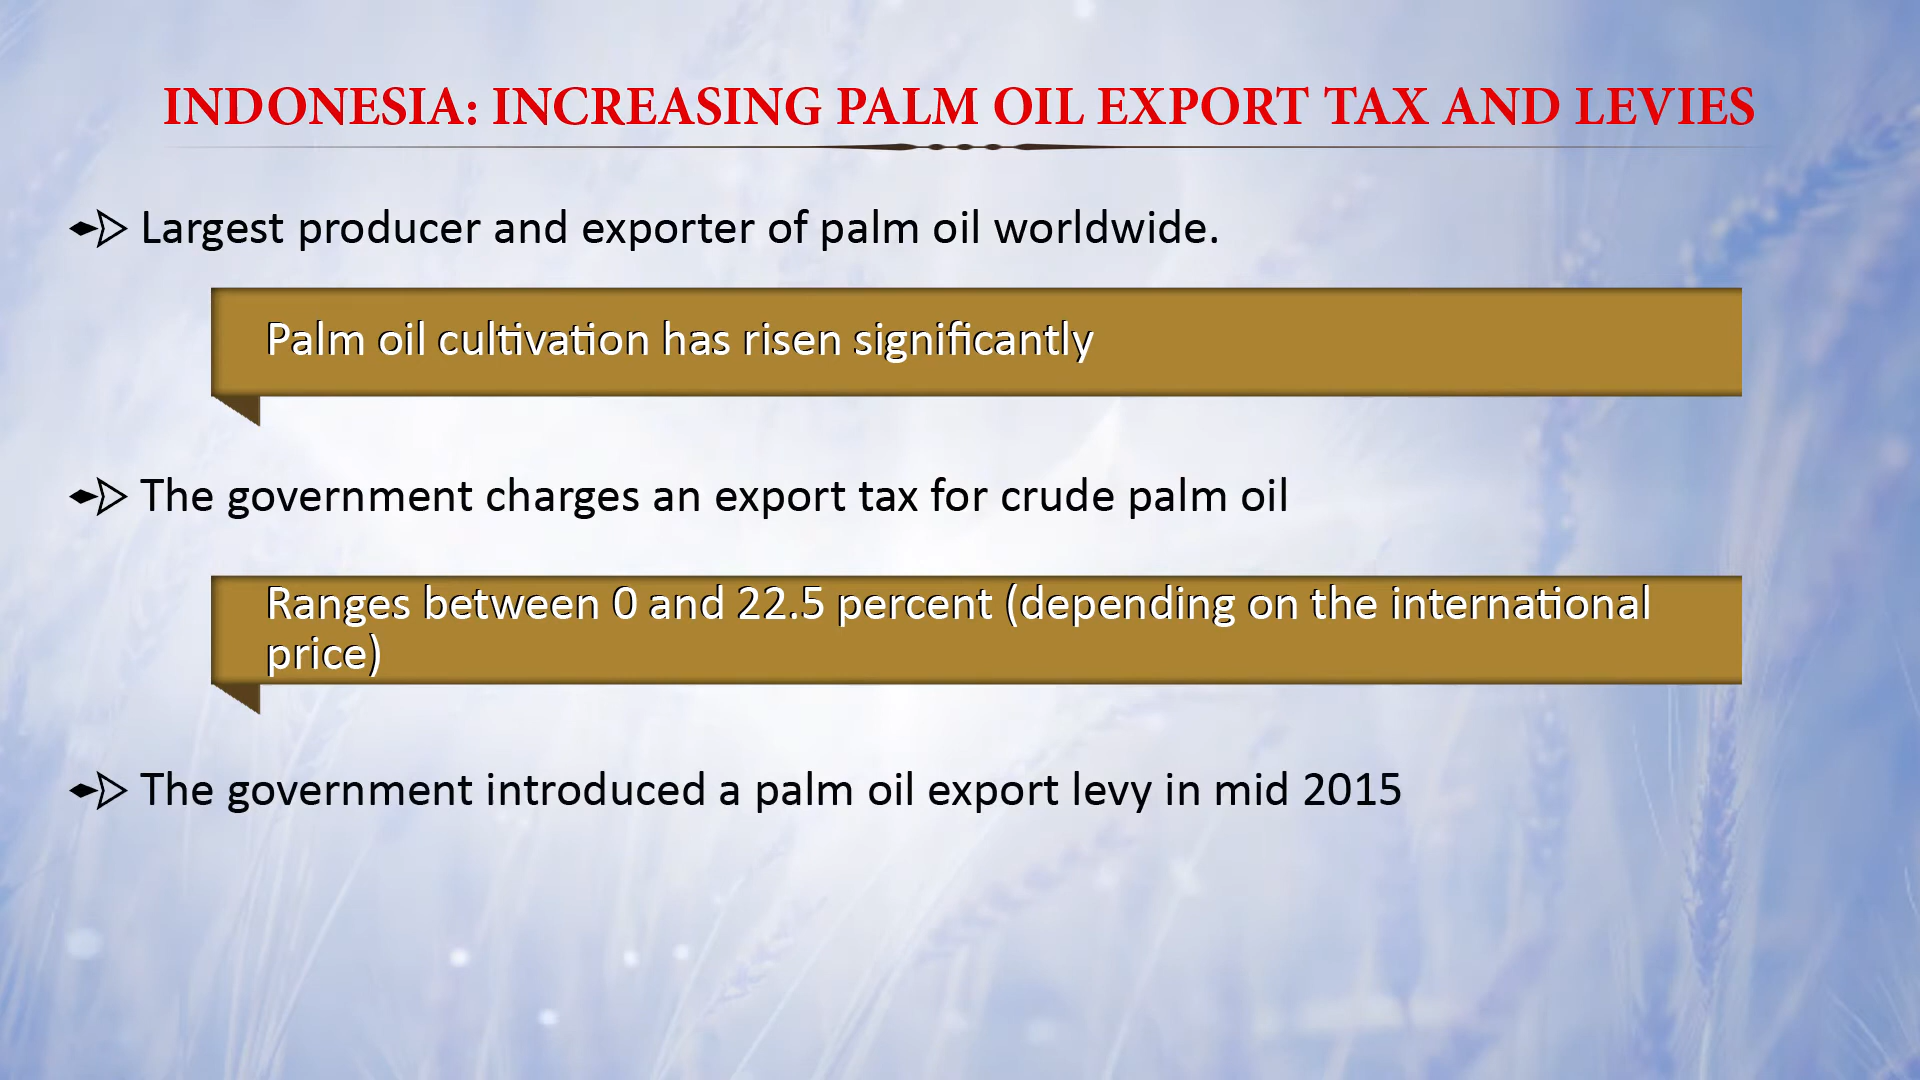 INDONESIA: INCREASING PALM OIL EXPORT TAX AND LEVIES
Largest producer and exporter of palm oil worldwide.
Palm oil cultivation has risen significantly
The government charges an export tax for crude palm oil
Ranges between 0 and 22.5 percent (depending on the international
price)
The government introduced a palm oil export levy in mid 2015